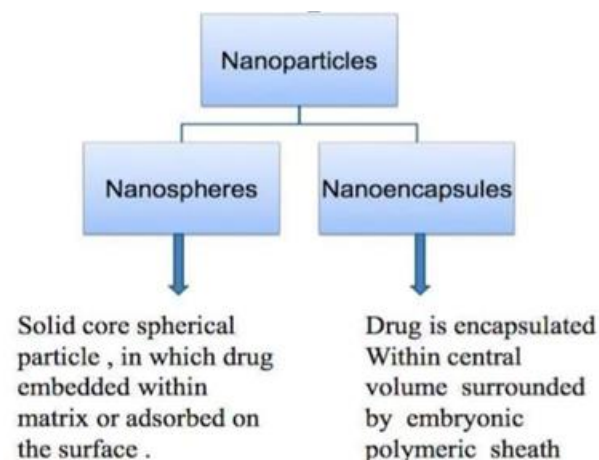 Nanoparticles
Nanospheres
Nanoencapsules
Solid core spherical
particle , in which drug
embedded within
matrix or adsorbed on
the surface .
Drug is encapsulated
Within central
volume surrounded
by embryonic
polymeric sheath